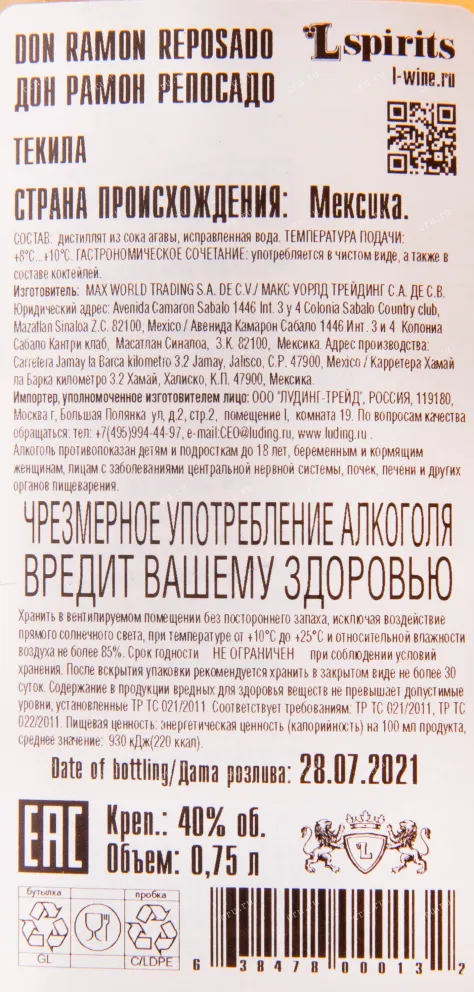 DON RAMON REPOSADO
L spirits
ДОН РАМОН РЕПОСАДО
l-wine.ru
ТЕКИЛА
СТРАНА ПРОИСХОЖДЕНИЯ: Мексика.
СОСТАВ: дистиллят из сока агавы, исправленная вода. ТЕМПЕРАТУРА ПОДАЧИ:
+8°С...+10°С. ГАСТРОНОМИЧЕСКОЕ СОЧЕТАНИЕ: употребляется в чистом виде, а также в
составе коктейлей.
Изготовитель: MAX WORLD TRADING S.A. DE C.V./ МАКС УОРЛД ТРЕЙДИНГ С.А. ДЕ С.В.
Юридический адрес: Avenida Camaron Sabalo 1446 Int. 3 y 4 Colonia Sabalo Country club,
Mazatlan Sinaloa Z.C. 82100, Mexico / Авенида Камарон Сабало 1446 Инт. 3 и 4 Колониа
Сабало Кантри клаб, Масатлан Синалоа, З.К. 82100, Мексика. Адрес производства:
Carretera Jamay la Barca kilometro 3.2 Jamay, Jalisco, C.P. 47900, Mexico / Карретера Хамай
ла Барка километро 3.2 Хамай, Халиско, К.П. 47900, Мексика.
Импортер, уполномоченное изготовителем лицо: ООО "ЛУДИНГ-ТРЕЙД", РОССИЯ, 119180,
Москва г, Большая Полянка ул, д.2, стр.2, помещение I, комната 19. По вопросам качества
обращаться: тел: +7(495)994-44-97, e-mail:CEO@luding.ru, www. luding.ru .
Алкоголь противопоказан детям и подросткам до 18 лет, беременным и кормящим
женщинам, лицам с заболеваниями центральной нервной системы, почек, печени и других
органов пищеварения.
ЧРЕЗМЕРНОЕ УПОТРЕБЛЕНИЕ АЛКОГОЛЯ
ВРЕДИТ ВАШЕМУ ЗДОРОВЬЮ
Хранить в вентилируемом помещении без постороннего запаха, исключая воздействие
прямого солнечного света, при температуре от +10°С до +25°С и относительной влажности
воздуха не более 85%. Срок годности НЕ ОГРАНИЧЕН при соблюдении условий
хранения. После вскрытия упаковки рекомендуется хранить в закрытом виде не более 30
суток. Содержание в продукции вредных для здоровья веществ не превышает допустимые
уровни, установленные ТР ТС 021/2011. Соответствует требованиям: ТР ТС 021/2011, ТР ТС
022/2011. Пищевая ценность: энергетическая ценность (калорийность) на 100 мл продукта,
среднее значение: 930 кДж(220 ккал).
Date of bottling/Дата розлива: 28.07.2021
EAC
Креп.: 40% об.
Объем: 0,75 л
L
бутылка
пробка
GL
C/LDPE
6 38478 00013 2